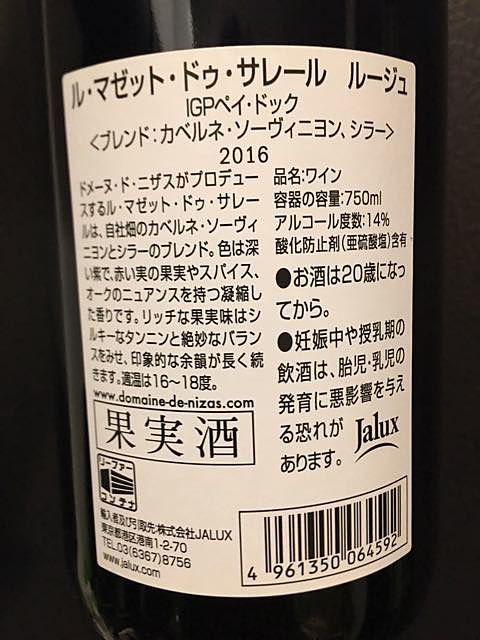 ル・マゼット・ドゥ・サレール　ルージュ
IGPペイ・ドック
<ブレンド:カベルネ・ソーヴィニヨン、シラー>
2016
ドメーヌ・ド・ニザスがプロデュー
スするル・マゼット・ドゥ・サレー
ルは、自社畑のカベルネ・ソーヴィ
ニヨンとシラーのブレンド。色は深
い紫で、赤い実の果実やスパイス、
オークのニュアンスを持つ凝縮し
た香りです。リッチな果実味はシ
ルキーなタンニンと絶妙なバラン
スをみせ、印象的な余韻が長く続
きます。適温は16〜18度。
www.domaine-de-nizas.com
果実酒
リーファー
コンテナ
輸入者及び引取先:株式会社JALUX
東京都港区港南1-2-70
TEL.03(6367)8756
www.jalux.com
品名:ワイン
容器の容量:750ml
アルコール度数:14%
酸化防止剤(亜硫酸塩)含有
●お酒は20歳になっ
てから。
●妊娠中や授乳期の
飲酒は、胎児・乳児の
発育に悪影響を与え
る恐れが
あります。
Jalux
4 961350 064592